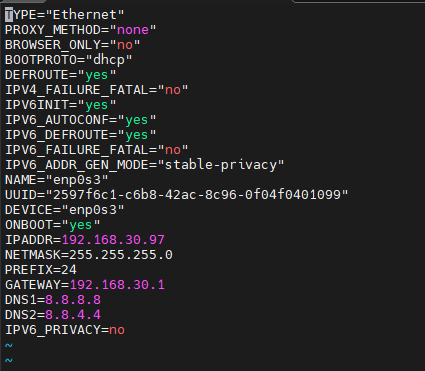 TYPE="Ethernet"
PROXY_METHOD="none"
BROWSER_ONLY="no"
BOOTPROTO="dhcp"
DEFROUTE="yes"
IPV4_FAILURE_FATAL="no"
IPV6INIT="yes"
IPV6_AUTOCONF="yes"
IPV6_DEFROUTE="yes"
IPV6_FAILURE_FATAL="no"
IPV6_ADDR_GEN_MODE="stable-privacy"
NAME="enp0s3"
UUID="2597f6c1-c6b8-42ac-8c96-0f04f0401099"
DEVICE="enp0s3"
ONBOOT="yes"
IPADDR=192.168.30.97
NETMASK=255.255.255.0
PREFIX=24
GATEWAY=192.168.30.1
DNS1=8.8.8.8
DNS2=8.8.4.4
IPV6_PRIVACY=no
~
~